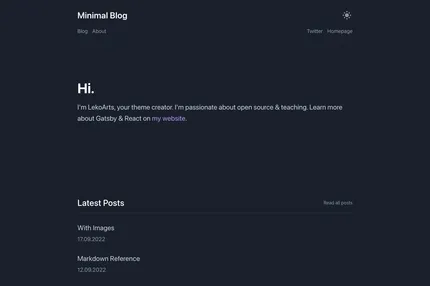 Minimal Blog
Blog About Twitter Homepage
Hi.
I'm LekoArts, your theme creator. I'm passionate about open source & teaching. Learn more
about Gatsby & React on my website.
Latest Posts Read all posts
With Images
17.09.2022
Markdown Reference
12.09.2022